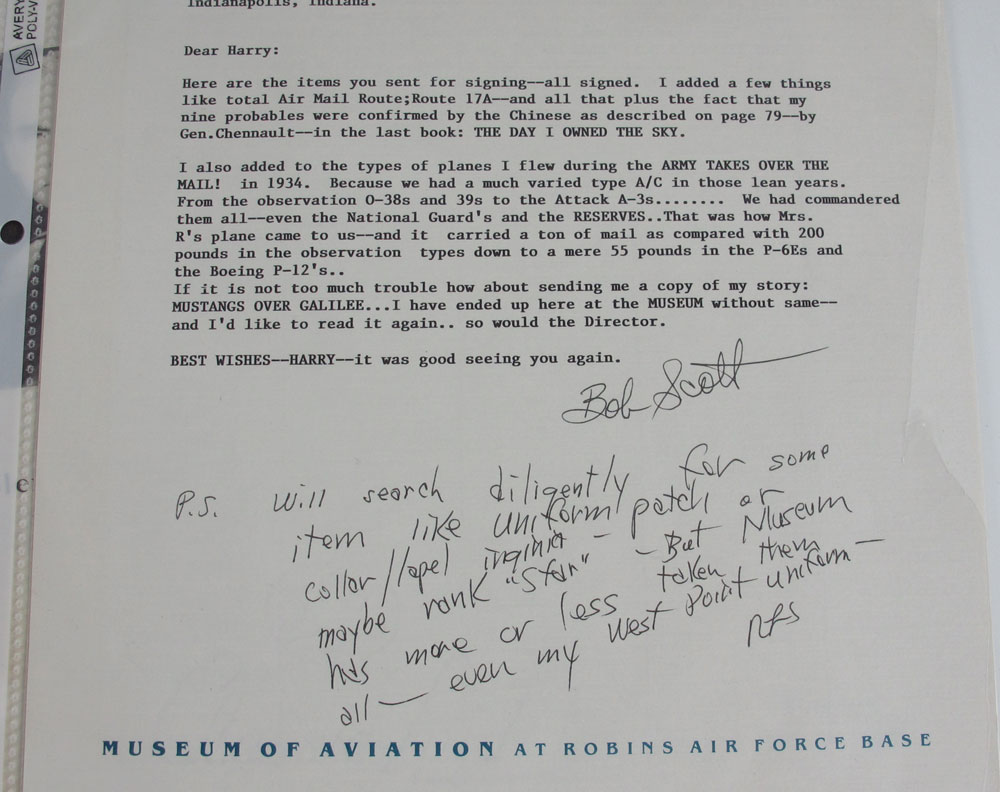 AVERY
POLY-V
Indianapolis, Indiana.
Dear Harry:
Here are the items you sent for signing--all signed. I added a few things
like total Air Mail Route;Route 17A--and all that plus the fact that my
nine probables were confirmed by the Chinese as described on page 79--by
Gen.Chennault--in the last book: THE DAY I OWNED THE SKY.
I also added to the types of planes I flew during the ARMY TAKES OVER THE
MAIL! in 1934. Because we had a much varied type A/C in those lean years.
From the observation O-38s and 39s to the Attack A-3s........ We had commandered
them all--even the National Guard's and the RESERVES..That was how Mrs.
R's plane came to us--and it carried a ton of mail as compared with 200
pounds in the observation types down to a mere 55 pounds in the P-6Es and
the Boeing P-12's..
If it is not too much trouble how about sending me a copy of my story:
MUSTANGS OVER GALILEE...I have ended up here at the MUSEUM without same--
and I'd like to read it again.. so would the Director.
BEST WISHES--HARRY--it was good seeing you again.
Bob Scott
P.S. Will search diligently for some
item like uniform patch or
collar/lapel insignia -
maybe rank "Star" - But Museum
has more or less taken them
all — even my West Point uniform —
RLS
e
MUSEUM OF AVIATION AT ROBINS AIR FORCE BASE